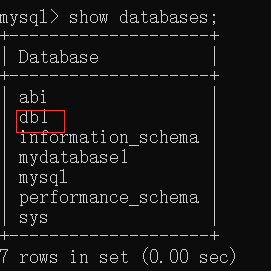 mysql> show databases;
+--------------------+
| Database           |
+--------------------+
| abi                |
| db1                |
| information_schema |
| mydatabase1        |
| mysql              |
| performance_schema |
| sys                |
+--------------------+
7 rows in set (0.00 sec)